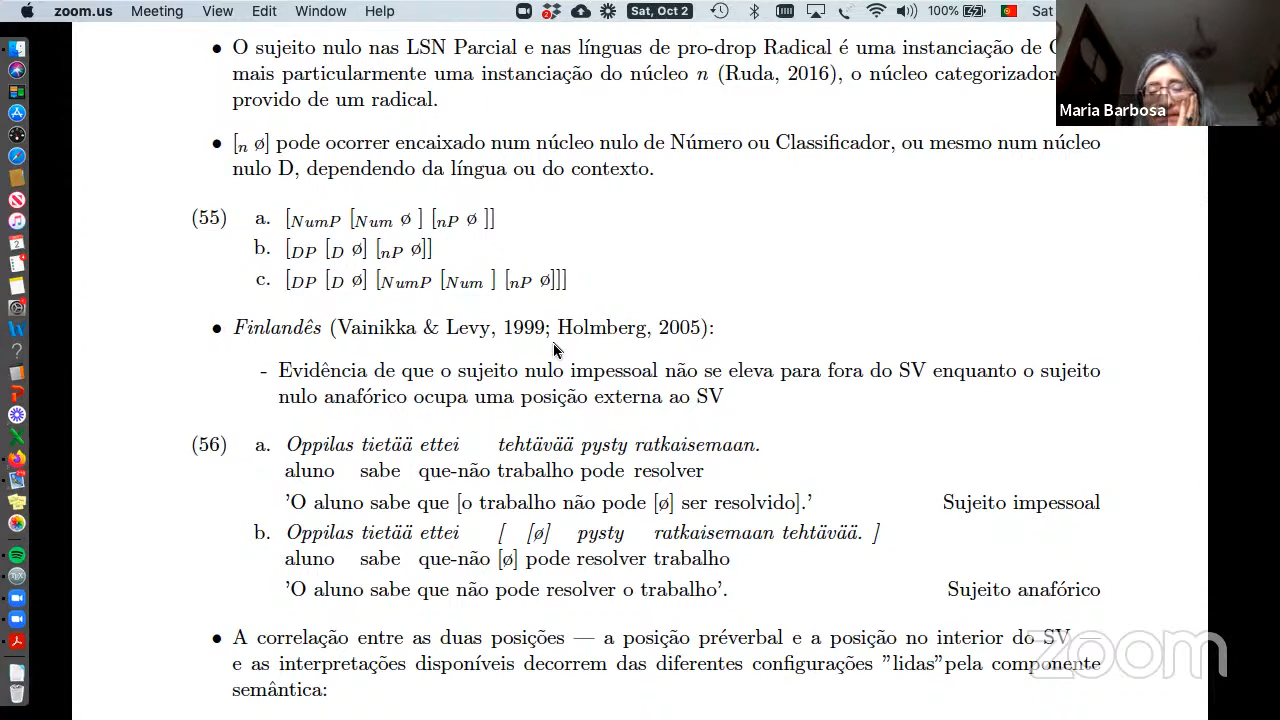 zoom.us Meeting View Edit Window Help Sat, Oct 2 100% Sat
Maria Barbosa
• O sujeito nulo nas LSN Parcial e nas línguas de pro-drop Radical é uma instanciação de
mais particularmente uma instanciação do núcleo n (Ruda, 2016), o núcleo categorizador
provido de um radical.
• [n ø] pode ocorrer encaixado num núcleo nulo de Número ou Classificador, ou mesmo num núcleo
nulo D, dependendo da língua ou do contexto.
(55) a. [NumP [Num ø ] [nP ø ]]
b. [DP [D ø] [nP ø]]
c. [DP [D ø] [NumP [Num ] [nP ø]]]
• Finlandês (Vainikka & Levy, 1999; Holmberg, 2005):
- Evidência de que o sujeito nulo impessoal não se eleva para fora do SV enquanto o sujeito
nulo anafórico ocupa uma posição externa ao SV
(56) a. Oppilas tietää ettei tehtävää pysty ratkaisemaan.
aluno sabe que-não trabalho pode resolver
'O aluno sabe que [o trabalho não pode [ø] ser resolvido].' Sujeito impessoal
b. Oppilas tietää ettei [ [ø] pysty ratkaisemaan tehtävää. ]
aluno sabe que-não [ø] pode resolver trabalho
'O aluno sabe que não pode resolver o trabalho'. Sujeito anafórico
• A correlação entre as duas posições — a posição préverbal e a posição no interior do SV —
e as interpretações disponíveis decorrem das diferentes configurações "lidas"pela componente
semântica:
zoom